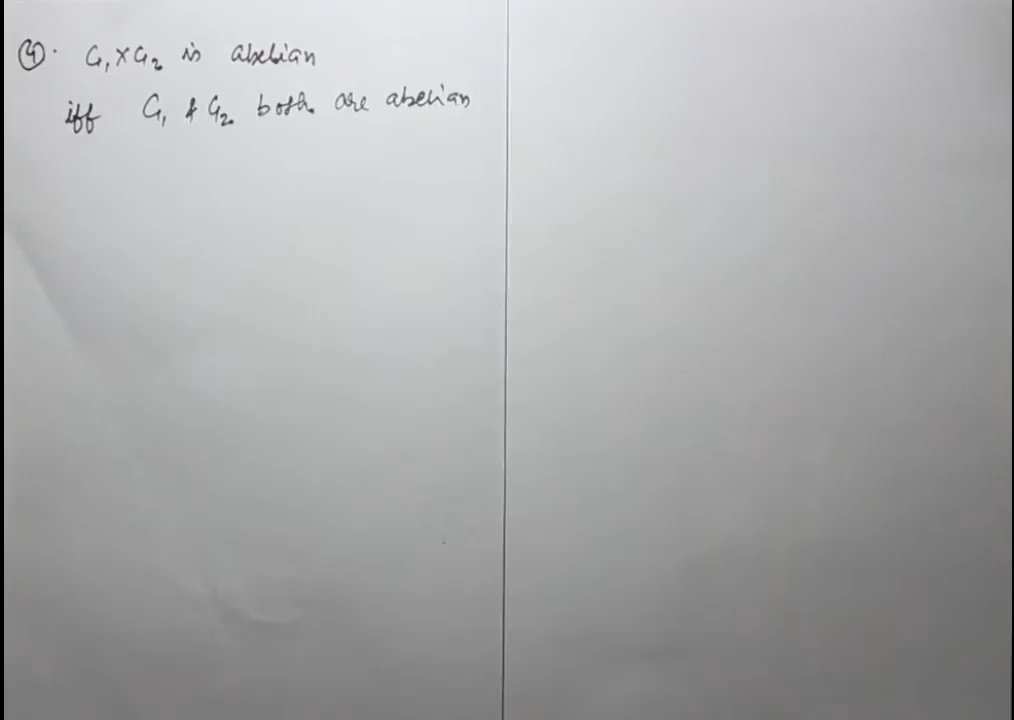 ④. G₁×G₂ is abelian
iff G₁ & G₂ both are abelian